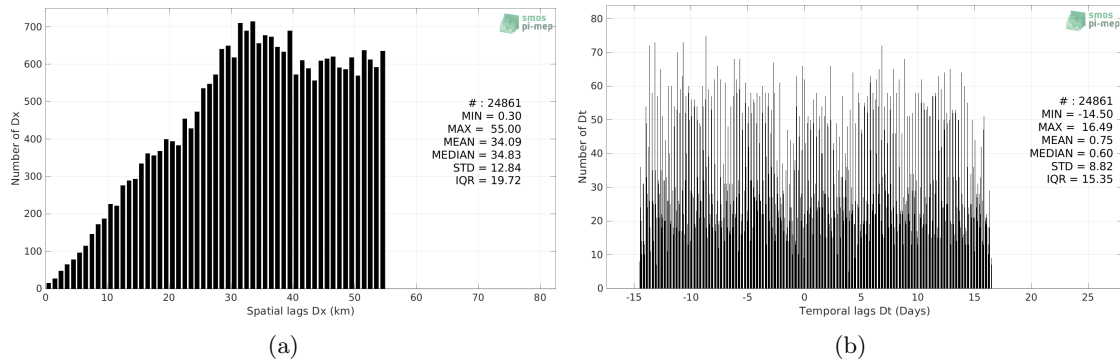 700
600
500
400
300
200
100
0
Number of Dx
0 10 20 30 40 50 60 70 80
Spatial lags Dx (km)
smos
pi-mep
# : 24861
MIN = 0.30
MAX = 55.00
MEAN = 34.09
MEDIAN = 34.83
STD = 12.84
IQR = 19.72
(a)
80
70
60
50
40
30
20
10
0
Number of Dt
-15 -10 -5 0 5 10 15 20 25
Temporal lags Dt (Days)
smos
pi-mep
# : 24861
MIN = -14.50
MAX = 16.49
MEAN = 0.75
MEDIAN = 0.60
STD = 8.82
IQR = 15.35
(b)